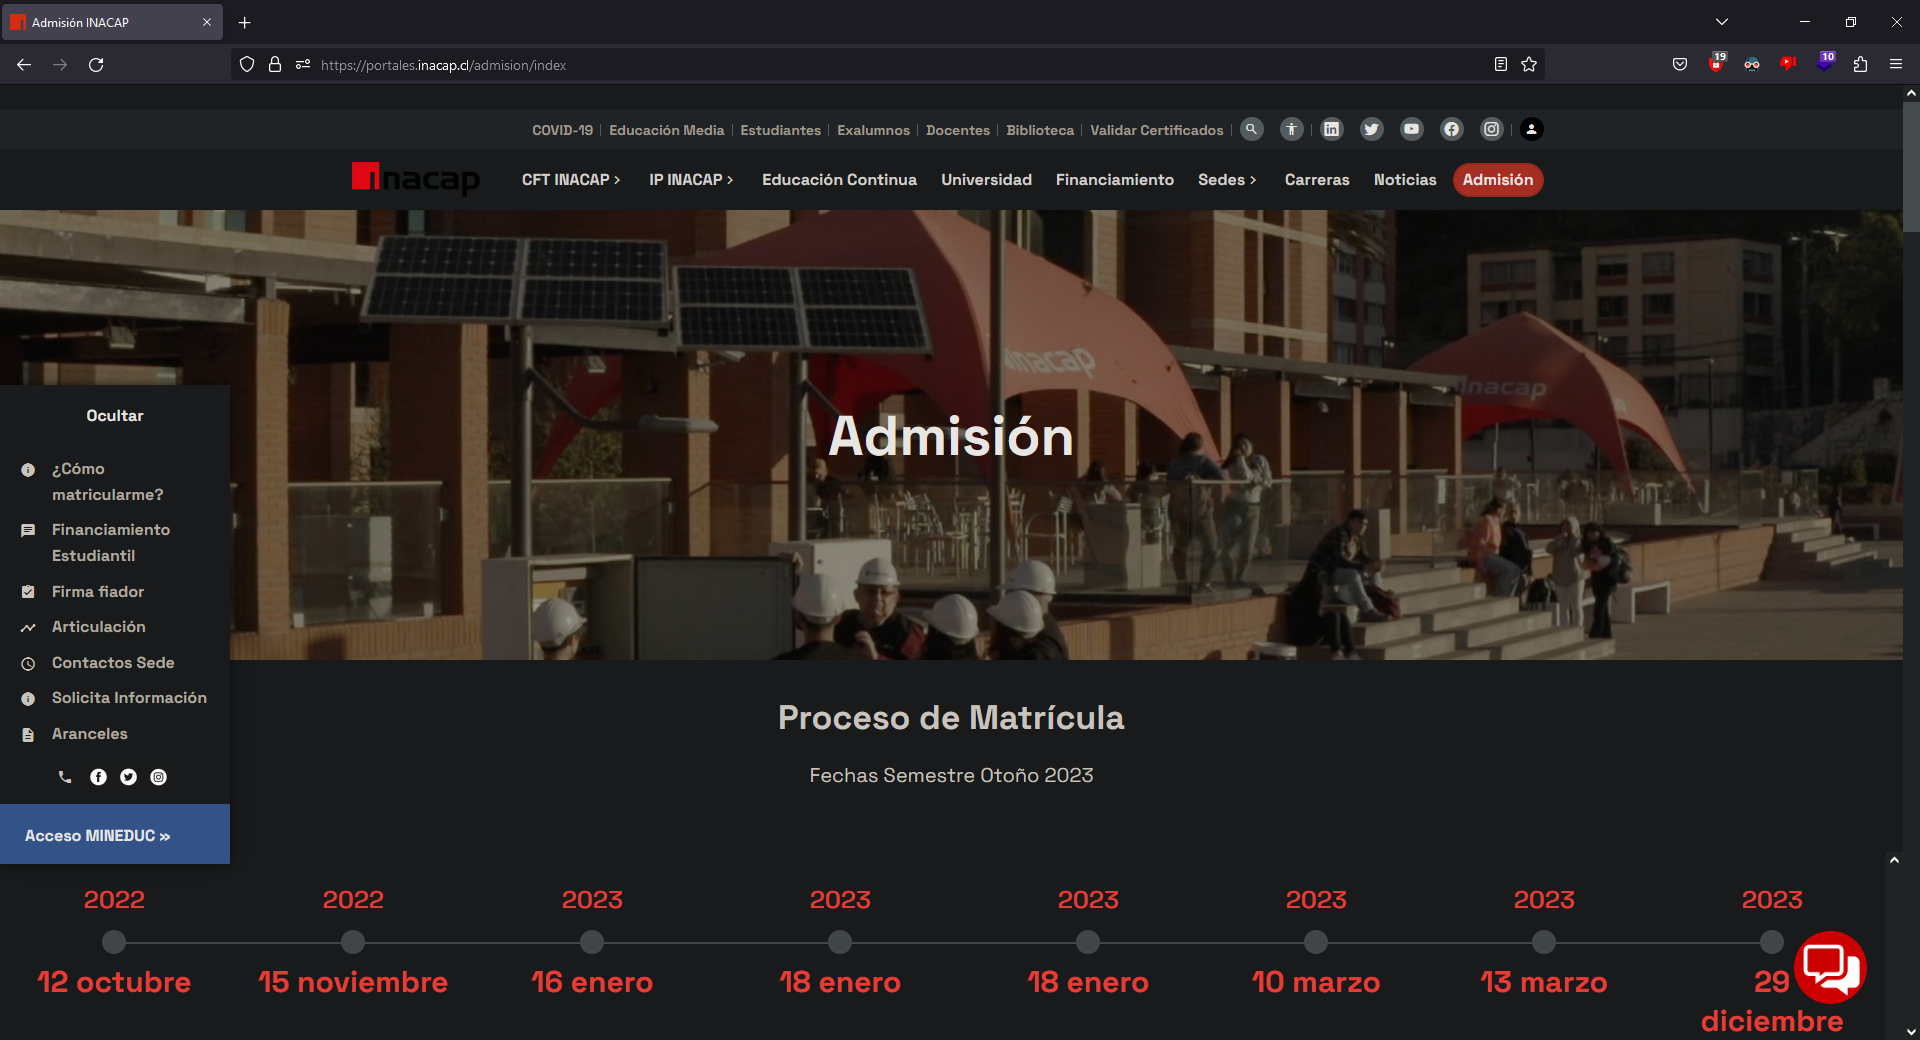 Admisión INACAP
https://portales.inacap.cl/admision/index
19
10
COVID-19 | Educación Media | Estudiantes | Exalumnos | Docentes | Biblioteca | Validar Certificados |
inacap
CFT INACAP > IP INACAP > Educación Continua Universidad Financiamiento Sedes > Carreras Noticias Admisión
inacap
inacap
Admisión
Ocultar
¿Cómo
matricularme?
Financiamiento
Estudiantil
Firma fiador
Articulación
Contactos Sede
Solicita Información
Aranceles
Acceso MINEDUC »
Proceso de Matrícula
Fechas Semestre Otoño 2023
2022 2022 2023 2023 2023 2023 2023 2023
12 octubre 15 noviembre 16 enero 18 enero 18 enero 10 marzo 13 marzo 29
diciembre